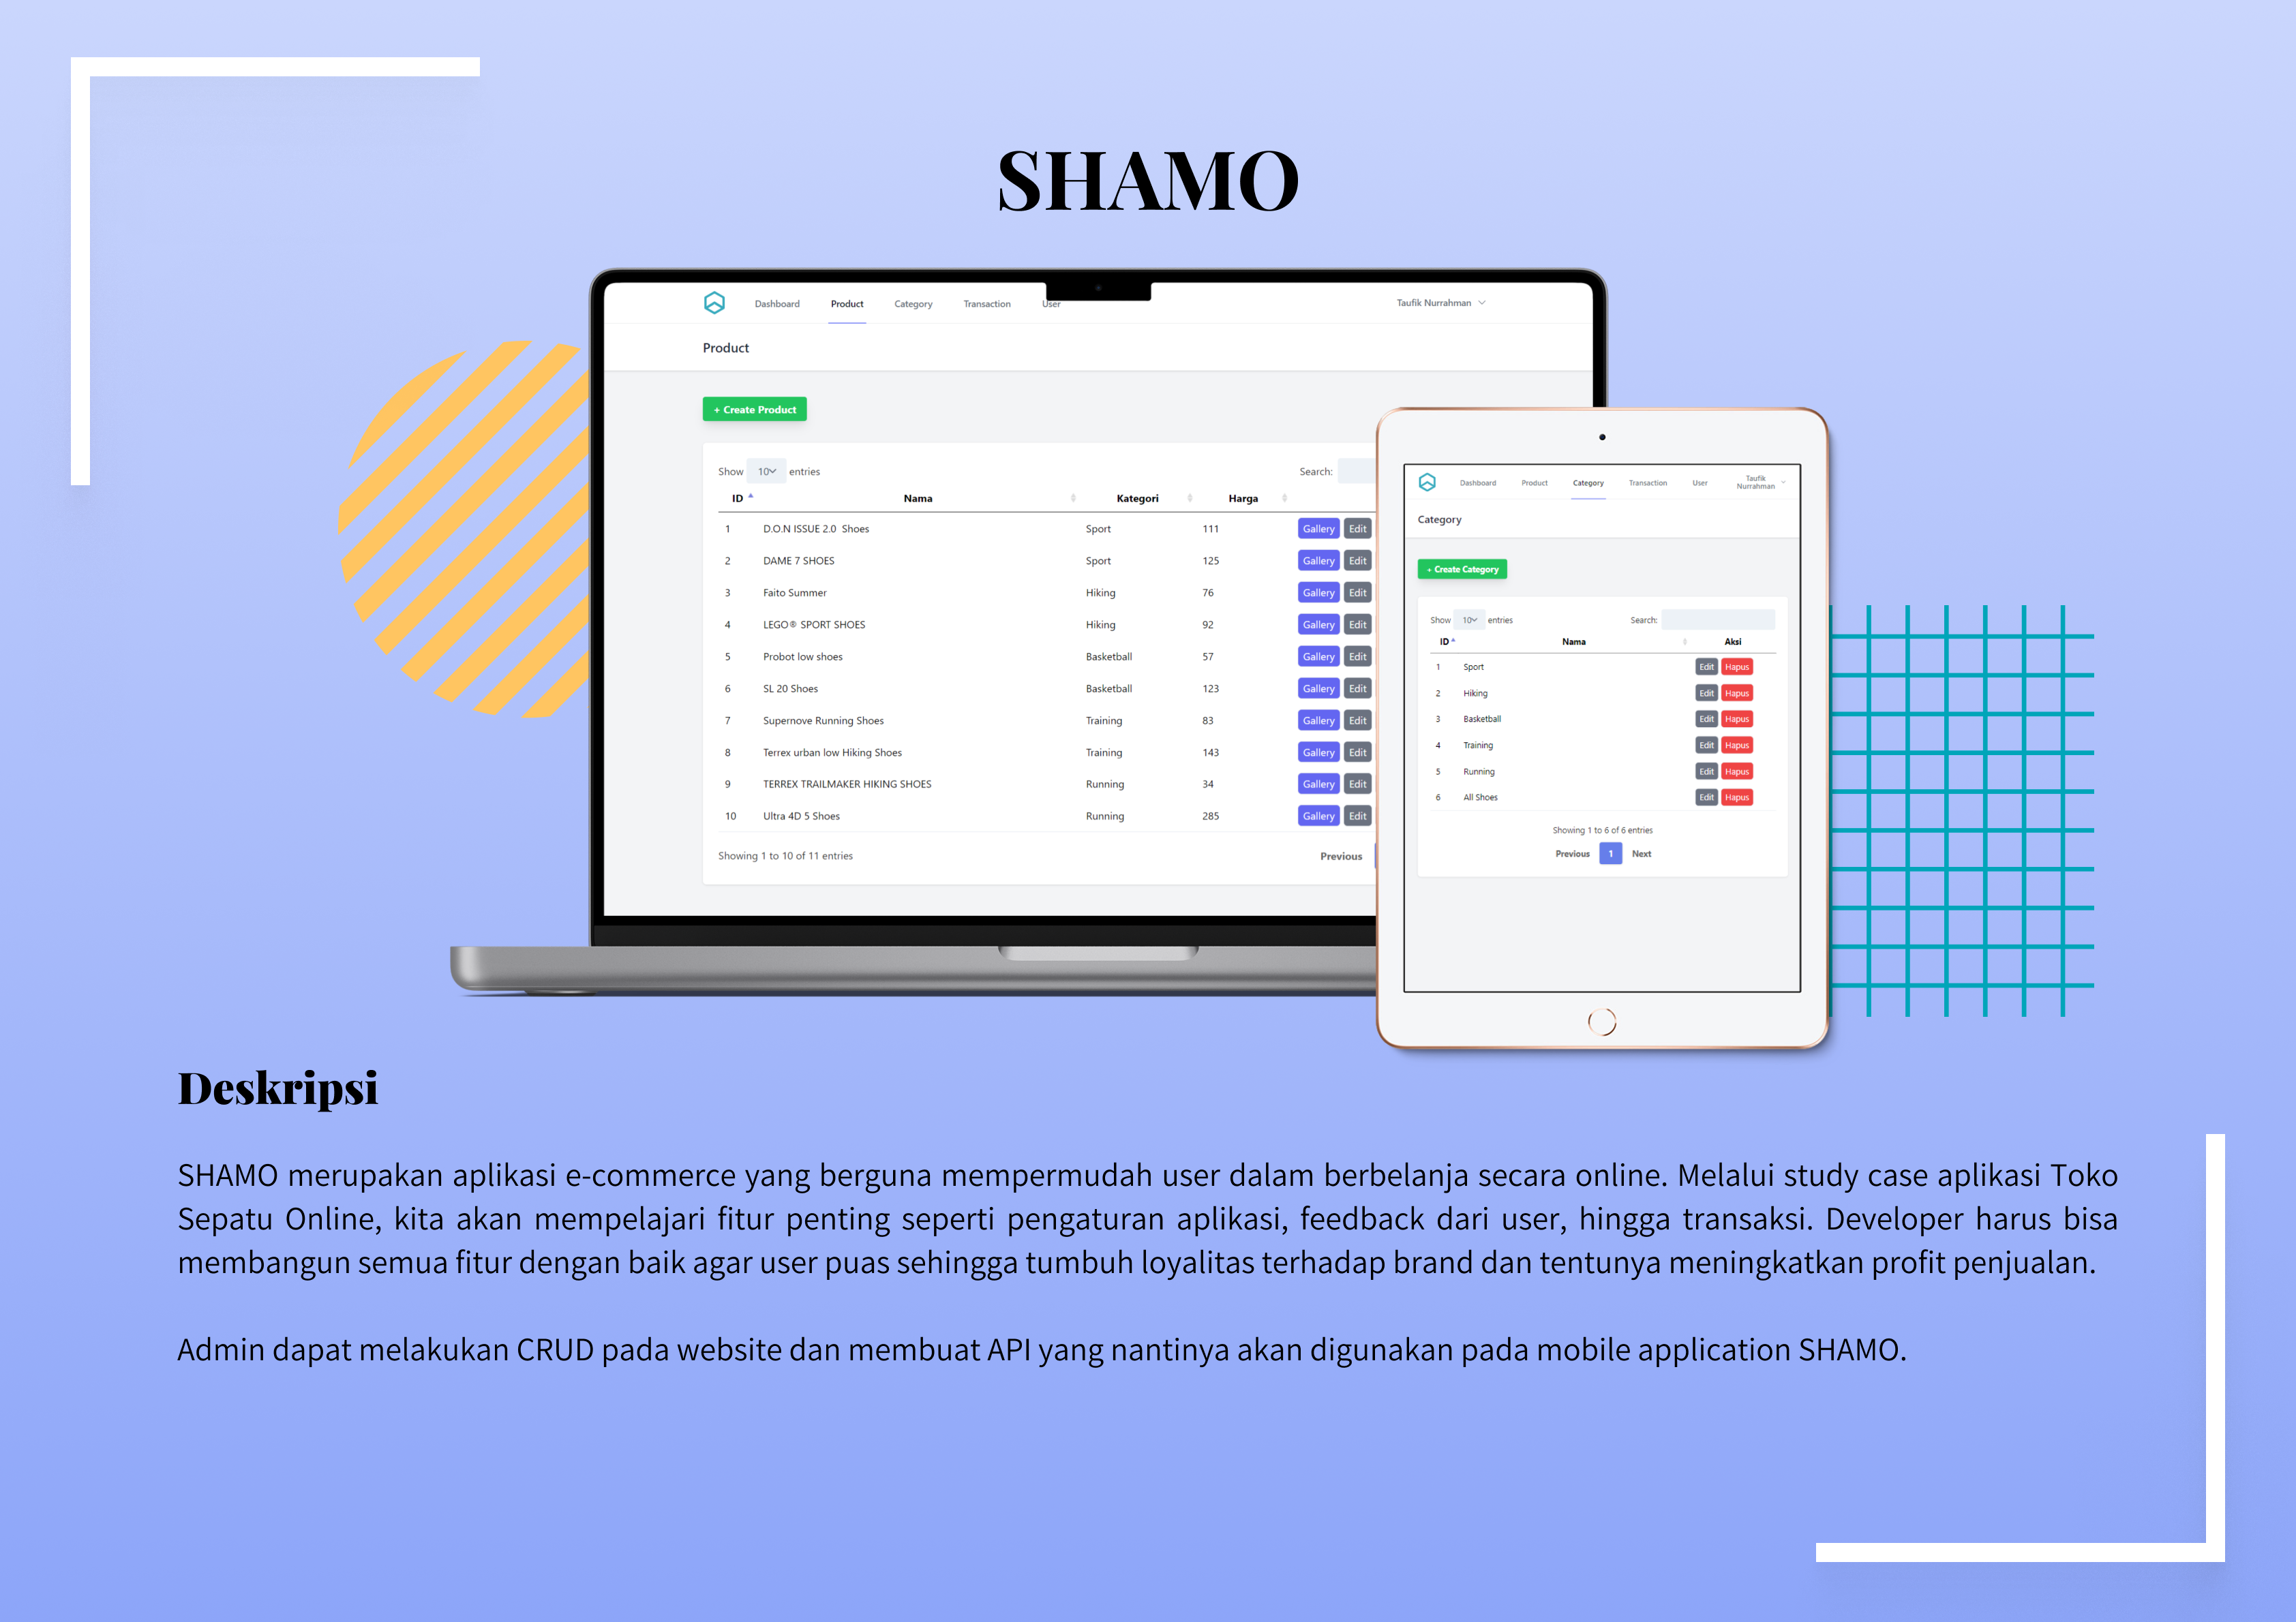 SHAMO
Dashboard Product Category Transaction User Taufik Nurrahman
Product
+ Create Product
Show 10 entries Search:
ID Nama Kategori Harga
1 D.O.N ISSUE 2.0 Shoes Sport 111 Gallery Edit
2 DAME 7 SHOES Sport 125 Gallery Edit
3 Faito Summer Hiking 76 Gallery Edit
4 LEGO® SPORT SHOES Hiking 92 Gallery Edit
5 Probot low shoes Basketball 57 Gallery Edit
6 SL 20 Shoes Basketball 123 Gallery Edit
7 Supernove Running Shoes Training 83 Gallery Edit
8 Terrex urban low Hiking Shoes Training 143 Gallery Edit
9 TERREX TRAILMAKER HIKING SHOES Running 34 Gallery Edit
10 Ultra 4D 5 Shoes Running 285 Gallery Edit
Showing 1 to 10 of 11 entries Previous
Dashboard Product Category Transaction User Taufik
Nurrahman
Category
+ Create Category
Show 10 entries Search:
ID Nama Aksi
1 Sport Edit Hapus
2 Hiking Edit Hapus
3 Basketball Edit Hapus
4 Training Edit Hapus
5 Running Edit Hapus
6 All Shoes Edit Hapus
Showing 1 to 6 of 6 entries
Previous 1 Next
Deskripsi
SHAMO merupakan aplikasi e-commerce yang berguna mempermudah user dalam berbelanja secara online. Melalui study case aplikasi Toko
Sepatu Online, kita akan mempelajari fitur penting seperti pengaturan aplikasi, feedback dari user, hingga transaksi. Developer harus bisa
membangun semua fitur dengan baik agar user puas sehingga tumbuh loyalitas terhadap brand dan tentunya meningkatkan profit penjualan.
Admin dapat melakukan CRUD pada website dan membuat API yang nantinya akan digunakan pada mobile application SHAMO.